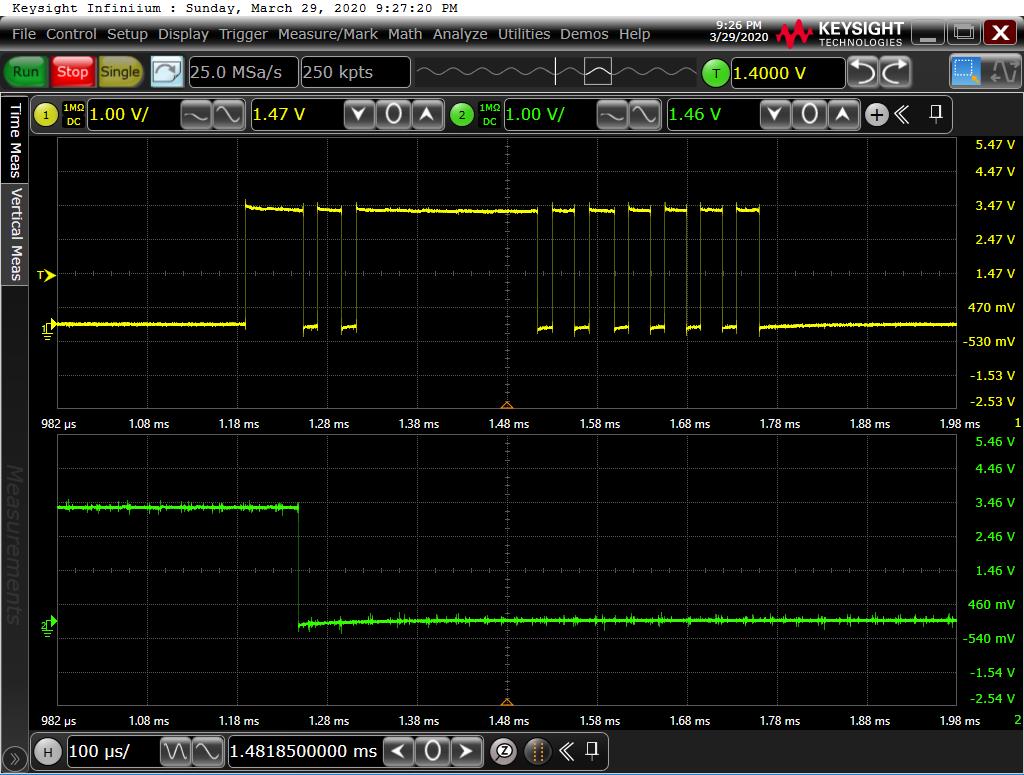 Keysight Infiniium : Sunday, March 29, 2020 9:27:20 PM
File Control Setup Display Trigger Measure/Mark Math Analyze Utilities Demos Help
9:26 PM
3/29/2020
KEYSIGHT
TECHNOLOGIES
X
Run Stop Single 25.0 MSa/s 250 kpts T 1.4000 V
1 1MΩ DC 1.00 V/ 1.47 V 0 2 1MΩ DC 1.00 V/ 1.46 V 0 +
Time Meas
Vertical Meas
Measurements
5.47 V
4.47 V
3.47 V
2.47 V
T
1.47 V
470 mV
1
-530 mV
-1.53 V
-2.53 V
982 µs 1.08 ms 1.18 ms 1.28 ms 1.38 ms 1.48 ms 1.58 ms 1.68 ms 1.78 ms 1.88 ms 1.98 ms 1
5.46 V
4.46 V
3.46 V
2.46 V
1.46 V
460 mV
2
-540 mV
-1.54 V
-2.54 V
982 µs 1.08 ms 1.18 ms 1.28 ms 1.38 ms 1.48 ms 1.58 ms 1.68 ms 1.78 ms 1.88 ms 1.98 ms 2
H 100 µs/ 1.4818500000 ms 0 Z